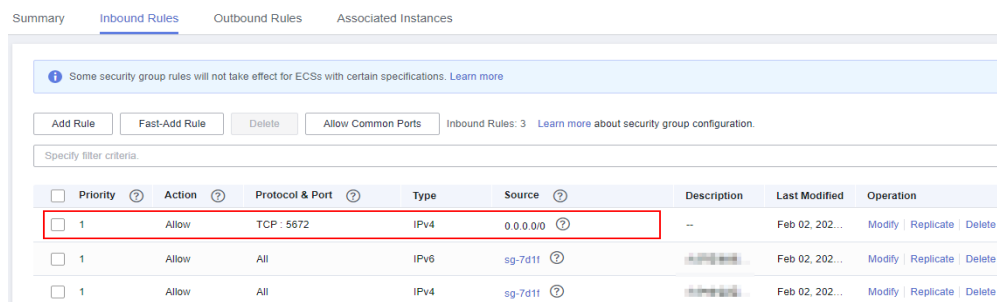 Summary Inbound Rules Outbound Rules Associated Instances
Some security group rules will not take effect for ECSs with certain specifications. Learn more
Add Rule Fast-Add Rule Delete Allow Common Ports Inbound Rules: 3 Learn more about security group configuration.
Specify filter criteria.
Priority Action Protocol & Port Type Source Description Last Modified Operation
1 Allow TCP : 5672 IPv4 0.0.0.0/0 -- Feb 02, 202... Modify Replicate Delete
1 Allow All IPv6 sg-7d1f Feb 02, 202... Modify Replicate Delete
1 Allow All IPv4 sg-7d1f Feb 02, 202... Modify Replicate Delete